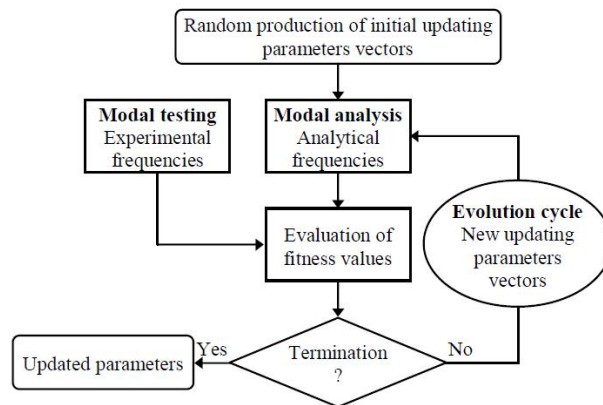 Random production of initial updating
parameters vectors
Modal testing
Experimental
frequencies
Modal analysis
Analytical
frequencies
Evolution cycle
New updating
parameters
vectors
Evaluation of
fitness values
Updated parameters
Yes
Termination
?
No